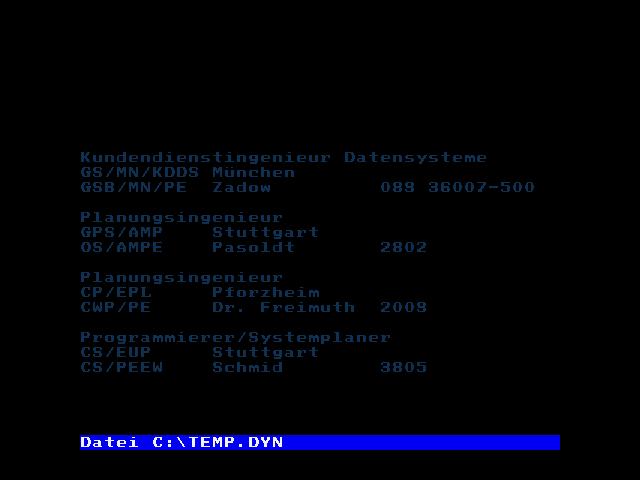 Kundendienstingenieur Datensysteme
GS/MN/KDDS München
GSB/MN/PE Zadow 089 36007-500
Planungsingenieur
GPS/AMP Stuttgart
OS/AMPE Pasoldt 2802
Planungsingenieur
CP/EPL Pforzheim
CWP/PE Dr. Freimuth 2008
Programmierer/Systemplaner
CS/EUP Stuttgart
CS/PEEW Schmid 3805
Datei C:\TEMP.DYN